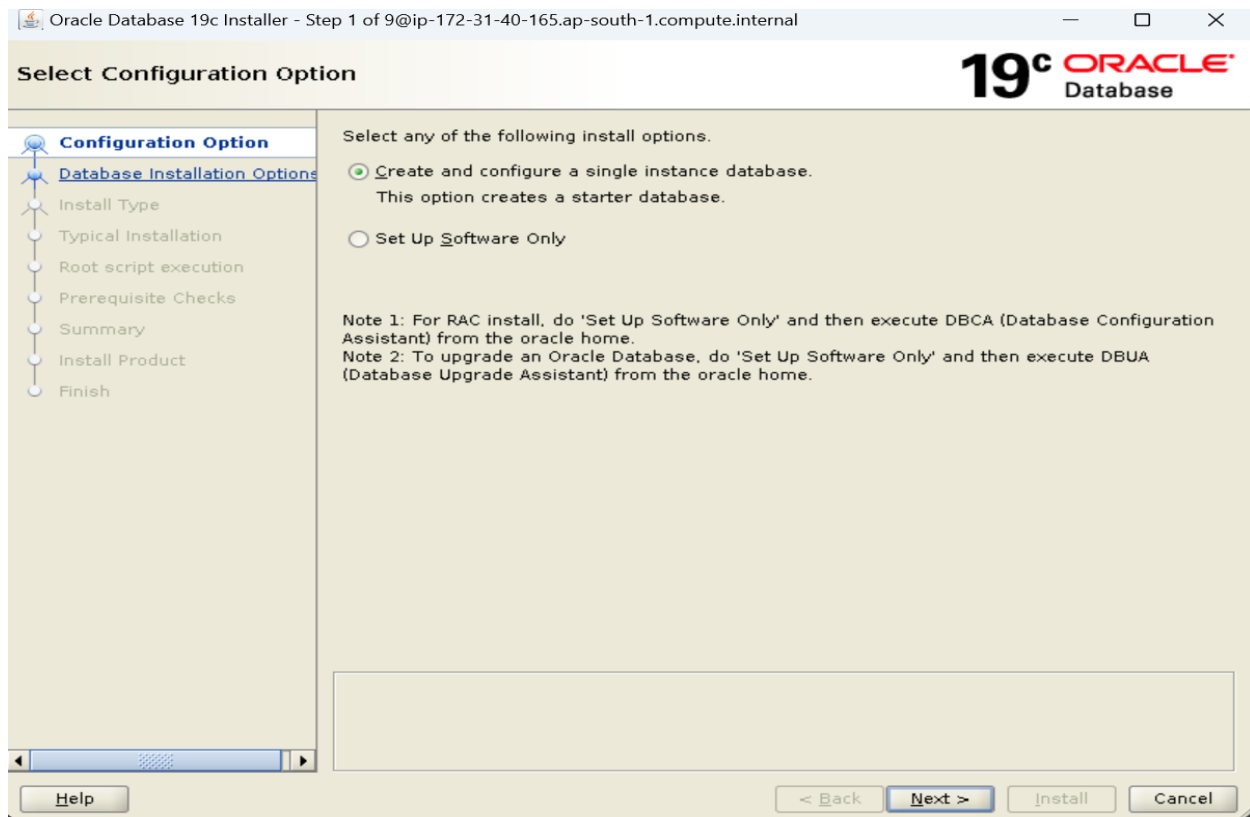 Oracle Database 19c Installer - Step 1 of 9@ip-172-31-40-165.ap-south-1.compute.internal
Select Configuration Option
19c ORACLE
Database
Configuration Option
Database Installation Options
Install Type
Typical Installation
Root script execution
Prerequisite Checks
Summary
Install Product
Finish
Select any of the following install options.
Create and configure a single instance database.
This option creates a starter database.
Set Up Software Only
Note 1: For RAC install, do 'Set Up Software Only' and then execute DBCA (Database Configuration
Assistant) from the oracle home.
Note 2: To upgrade an Oracle Database, do 'Set Up Software Only' and then execute DBUA
(Database Upgrade Assistant) from the oracle home.
Help
< Back
Next >
Install
Cancel